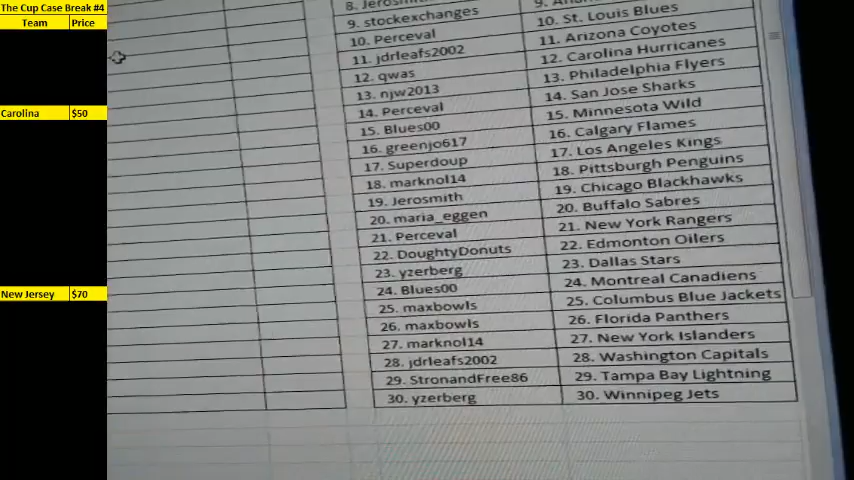 The Cup Case Break #4
Team Price
Carolina $50
New Jersey $70
8.
9. stockexchanges
10. Perceval
11. jdrleafs2002
12. qwas
13. njw2013
14. Perceval
15. Blues00
16. greenjo617
17. Superdoup
18. marknol14
19. Jerosmith
20. maria_eggen
21. Perceval
22. DoughtyDonuts
23. yzerberg
24. Blues00
25. maxbowls
26. maxbowls
27. marknol14
28. jdrleafs2002
29. StronandFree86
30. yzerberg
9.
10. St. Louis Blues
11. Arizona Coyotes
12. Carolina Hurricanes
13. Philadelphia Flyers
14. San Jose Sharks
15. Minnesota Wild
16. Calgary Flames
17. Los Angeles Kings
18. Pittsburgh Penguins
19. Chicago Blackhawks
20. Buffalo Sabres
21. New York Rangers
22. Edmonton Oilers
23. Dallas Stars
24. Montreal Canadiens
25. Columbus Blue Jackets
26. Florida Panthers
27. New York Islanders
28. Washington Capitals
29. Tampa Bay Lightning
30. Winnipeg Jets